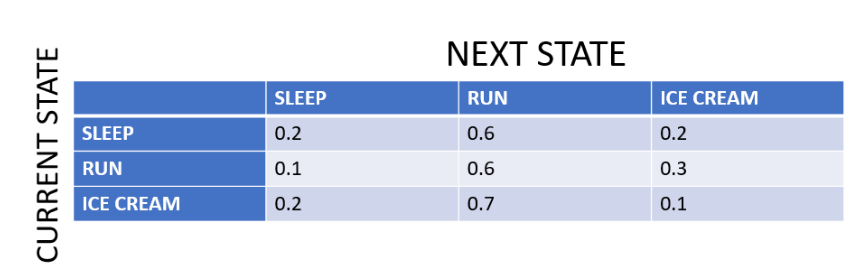 NEXT STATE
CURRENT STATE
SLEEP RUN ICE CREAM
SLEEP 0.2 0.6 0.2
RUN 0.1 0.6 0.3
ICE CREAM 0.2 0.7 0.1